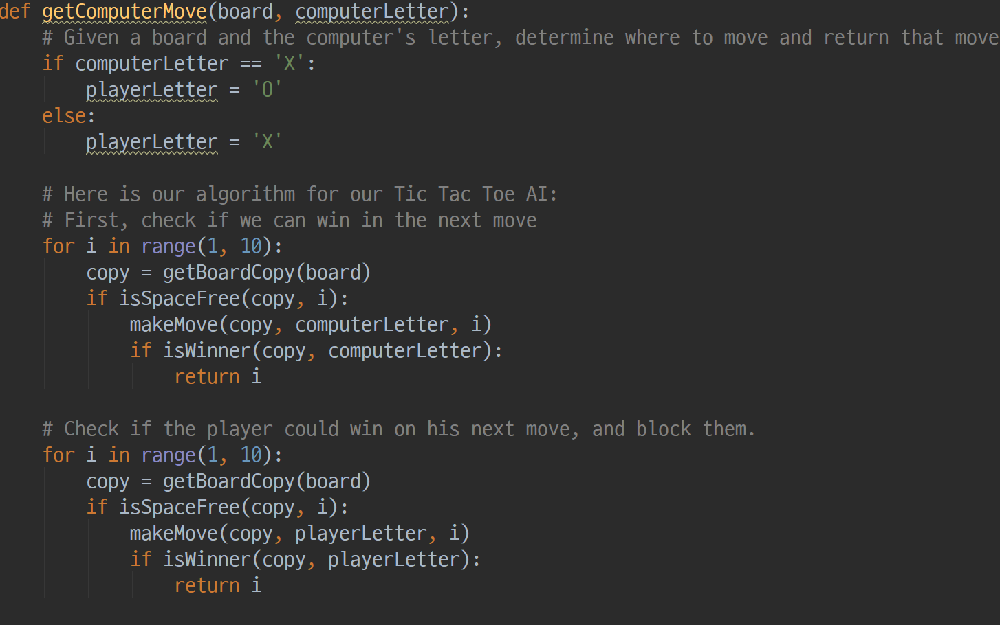 def getComputerMove(board, computerLetter):
    # Given a board and the computer's letter, determine where to move and return that move
    if computerLetter == 'X':
        playerLetter = 'O'
    else:
        playerLetter = 'X'

    # Here is our algorithm for our Tic Tac Toe AI:
    # First, check if we can win in the next move
    for i in range(1, 10):
        copy = getBoardCopy(board)
        if isSpaceFree(copy, i):
            makeMove(copy, computerLetter, i)
            if isWinner(copy, computerLetter):
                return i

    # Check if the player could win on his next move, and block them.
    for i in range(1, 10):
        copy = getBoardCopy(board)
        if isSpaceFree(copy, i):
            makeMove(copy, playerLetter, i)
            if isWinner(copy, playerLetter):
                return i